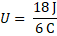 U = 18 J / 6 C